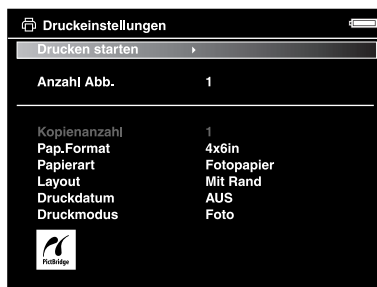 Druckeinstellungen
Drucken starten
Anzahl Abb. 1
Kopienanzahl 1
Pap.Format 4x6in
Papierart Fotopapier
Layout Mit Rand
Druckdatum AUS
Druckmodus Foto
PictBridge